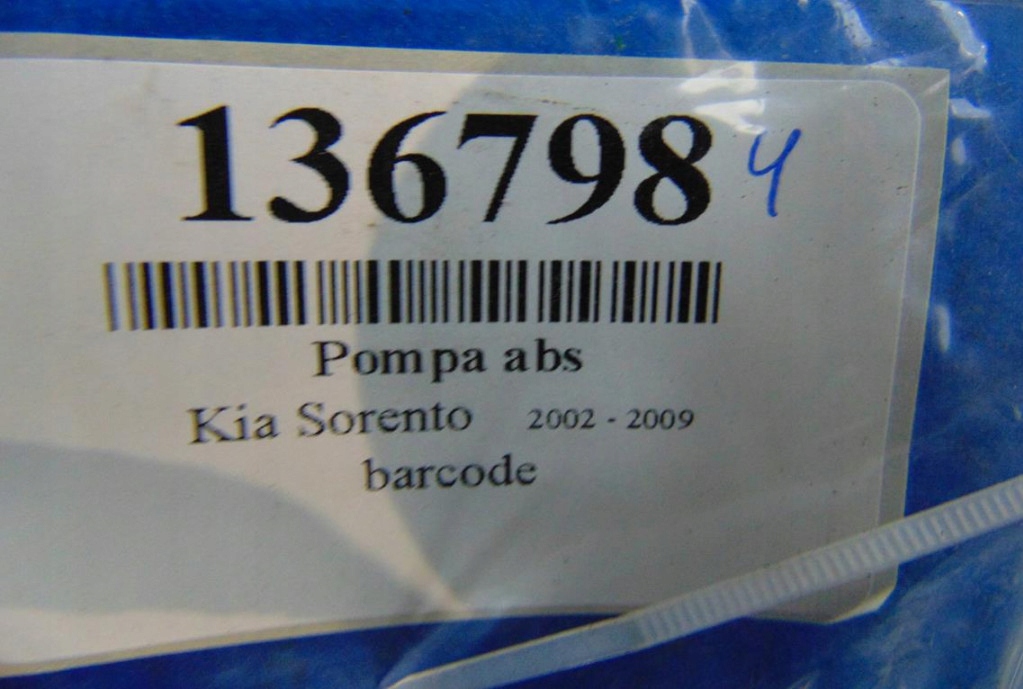 136798 4
Pompa abs
Kia Sorento 2002 - 2009
barcode